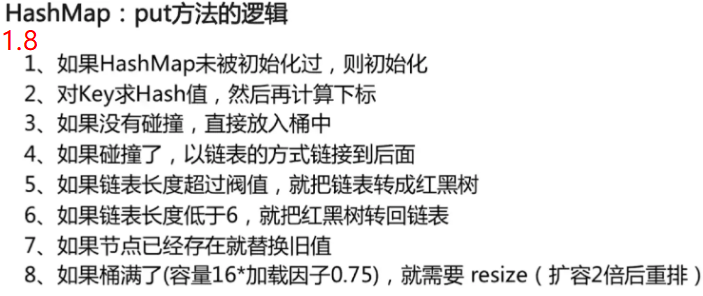 HashMap：put方法的逻辑
1.8
1、如果HashMap未被初始化过，则初始化
2、对Key求Hash值，然后再计算下标
3、如果没有碰撞，直接放入桶中
4、如果碰撞了，以链表的方式链接到后面
5、如果链表长度超过阀值，就把链表转成红黑树
6、如果链表长度低于6，就把红黑树转回链表
7、如果节点已经存在就替换旧值
8、如果桶满了(容量16*加载因子0.75)，就需要 resize（扩容2倍后重排）